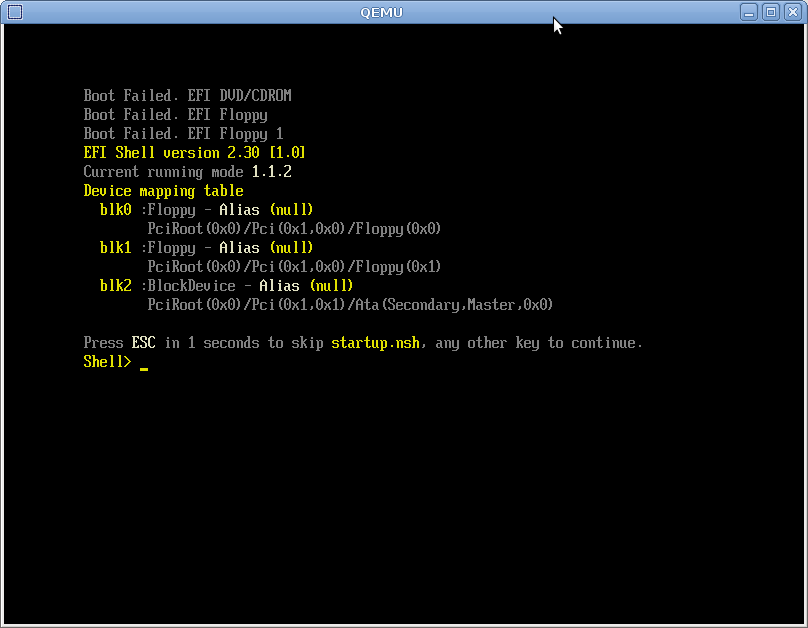 QEMU
Boot Failed. EFI DVD/CDROM
Boot Failed. EFI Floppy
Boot Failed. EFI Floppy 1
EFI Shell version 2.30 [1.0]
Current running mode 1.1.2
Device mapping table
  blk0 :Floppy - Alias (null)
        PciRoot(0x0)/Pci(0x1,0x0)/Floppy(0x0)
  blk1 :Floppy - Alias (null)
        PciRoot(0x0)/Pci(0x1,0x0)/Floppy(0x1)
  blk2 :BlockDevice - Alias (null)
        PciRoot(0x0)/Pci(0x1,0x1)/Ata(Secondary,Master,0x0)
Press ESC in 1 seconds to skip startup.nsh, any other key to continue.
Shell> _